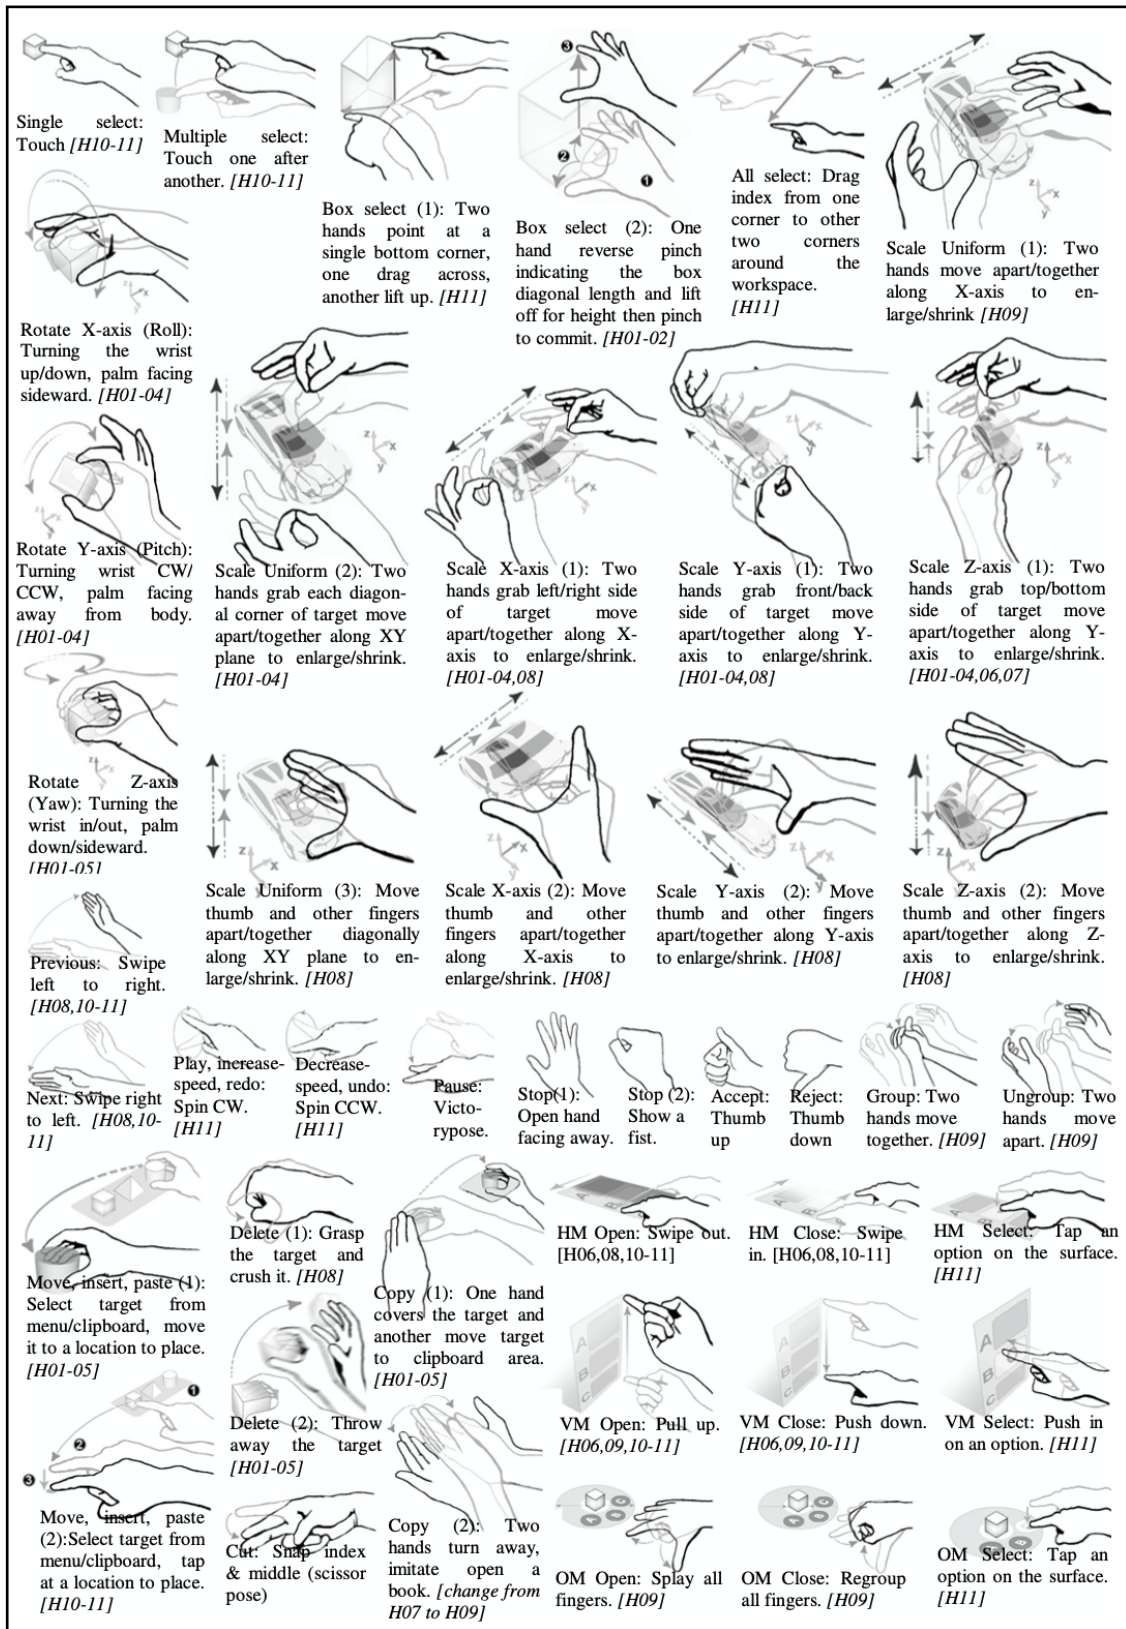 Single select:
Touch [H10-11]
Multiple select:
Touch one after
another. [H10-11]
Box select (1): Two
hands point at a
single bottom corner,
one drag across,
another lift up. [H11]
Box select (2): One
hand reverse pinch
indicating the box
diagonal length and lift
off for height then pinch
to commit. [H01-02]
All select: Drag
index from one
corner to other
two corners
around the
workspace.
[H11]
Scale Uniform (1): Two
hands move apart/together
along X-axis to en-
large/shrink [H09]
Rotate X-axis (Roll):
Turning the wrist
up/down, palm facing
sideward. [H01-04]
Rotate Y-axis (Pitch):
Turning wrist CW/
CCW, palm facing
away from body.
[H01-04]
Scale Uniform (2): Two
hands grab each diagon-
al corner of target move
apart/together along XY
plane to enlarge/shrink.
[H01-04]
Scale X-axis (1): Two
hands grab left/right side
of target move
apart/together along X-
axis to enlarge/shrink.
[H01-04,08]
Scale Y-axis (1): Two
hands grab front/back
side of target move
apart/together along Y-
axis to enlarge/shrink.
[H01-04,08]
Scale Z-axis (1): Two
hands grab top/bottom
side of target move
apart/together along Y-
axis to enlarge/shrink.
[H01-04,06,07]
Rotate Z-axis
(Yaw): Turning the
wrist in/out, palm
down/sideward.
[H01-05]
Scale Uniform (3): Move
thumb and other fingers
apart/together diagonally
along XY plane to en-
large/shrink. [H08]
Scale X-axis (2): Move
thumb and other
fingers apart/together
along X-axis to
enlarge/shrink. [H08]
Scale Y-axis (2): Move
thumb and other fingers
apart/together along Y-axis
to enlarge/shrink. [H08]
Scale Z-axis (2): Move
thumb and other fingers
apart/together along Z-
axis to enlarge/shrink.
[H08]
Previous: Swipe
left to right.
[H08,10-11]
Next: Swipe right
to left. [H08,10-
11]
Play, increase-
speed, redo:
Spin CW.
[H11]
Decrease-
speed, undo:
Spin CCW.
[H11]
Pause:
Victo-
rypose.
Stop(1):
Open hand
facing away.
Stop (2):
Show a
fist.
Accept:
Thumb
up
Reject:
Thumb
down
Group: Two
hands move
together. [H09]
Ungroup: Two
hands move
apart. [H09]
Move, insert, paste (1):
Select target from
menu/clipboard, move
it to a location to place.
[H01-05]
Delete (1): Grasp
the target and
crush it. [H08]
Copy (1): One hand
covers the target and
another move target
to clipboard area.
[H01-05]
HM Open: Swipe out.
[H06,08,10-11]
HM Close: Swipe
in. [H06,08,10-11]
HM Select: Tap an
option on the surface.
[H11]
Delete (2): Throw
away the target
[H01-05]
VM Open: Pull up.
[H06,09,10-11]
VM Close: Push down.
[H06,09,10-11]
VM Select: Push in
on an option. [H11]
Move, insert, paste
(2):Select target from
menu/clipboard, tap
at a location to place.
[H10-11]
Cut: Snap index
& middle (scissor
pose)
Copy (2): Two
hands turn away,
imitate open a
book. [change from
H07 to H09]
OM Open: Splay all
fingers. [H09]
OM Close: Regroup
all fingers. [H09]
OM Select: Tap an
option on the surface.
[H11]